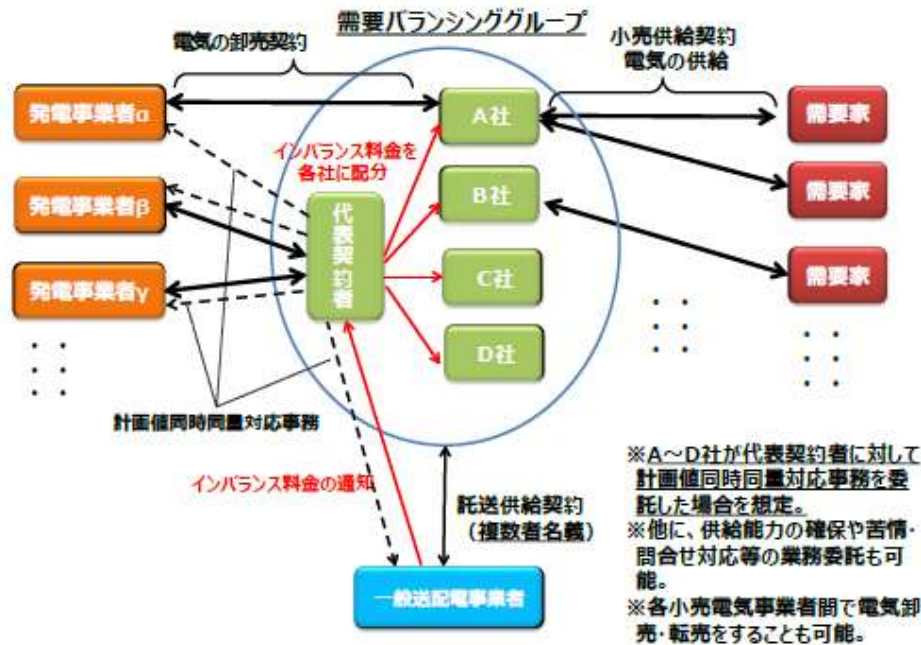 需要バランシンググループ
電気の卸売契約
小売供給契約
電気の供給
発電事業者α
A社
需要家
インバランス料金を
各社に配分
発電事業者β
代表契約者
B社
需要家
発電事業者γ
C社
需要家
D社
計画値同時同量対応事務
インバランス料金の通知
託送供給契約
(複数者名義)
一般送配電事業者
※A~D社が代表契約者に対して
計画値同時同量対応事務を委
託した場合を想定。
※他に、供給能力の確保や苦情・
問合せ対応等の業務委託も可
能。
※各小売電気事業者間で電気卸
売・転売をすることも可能。